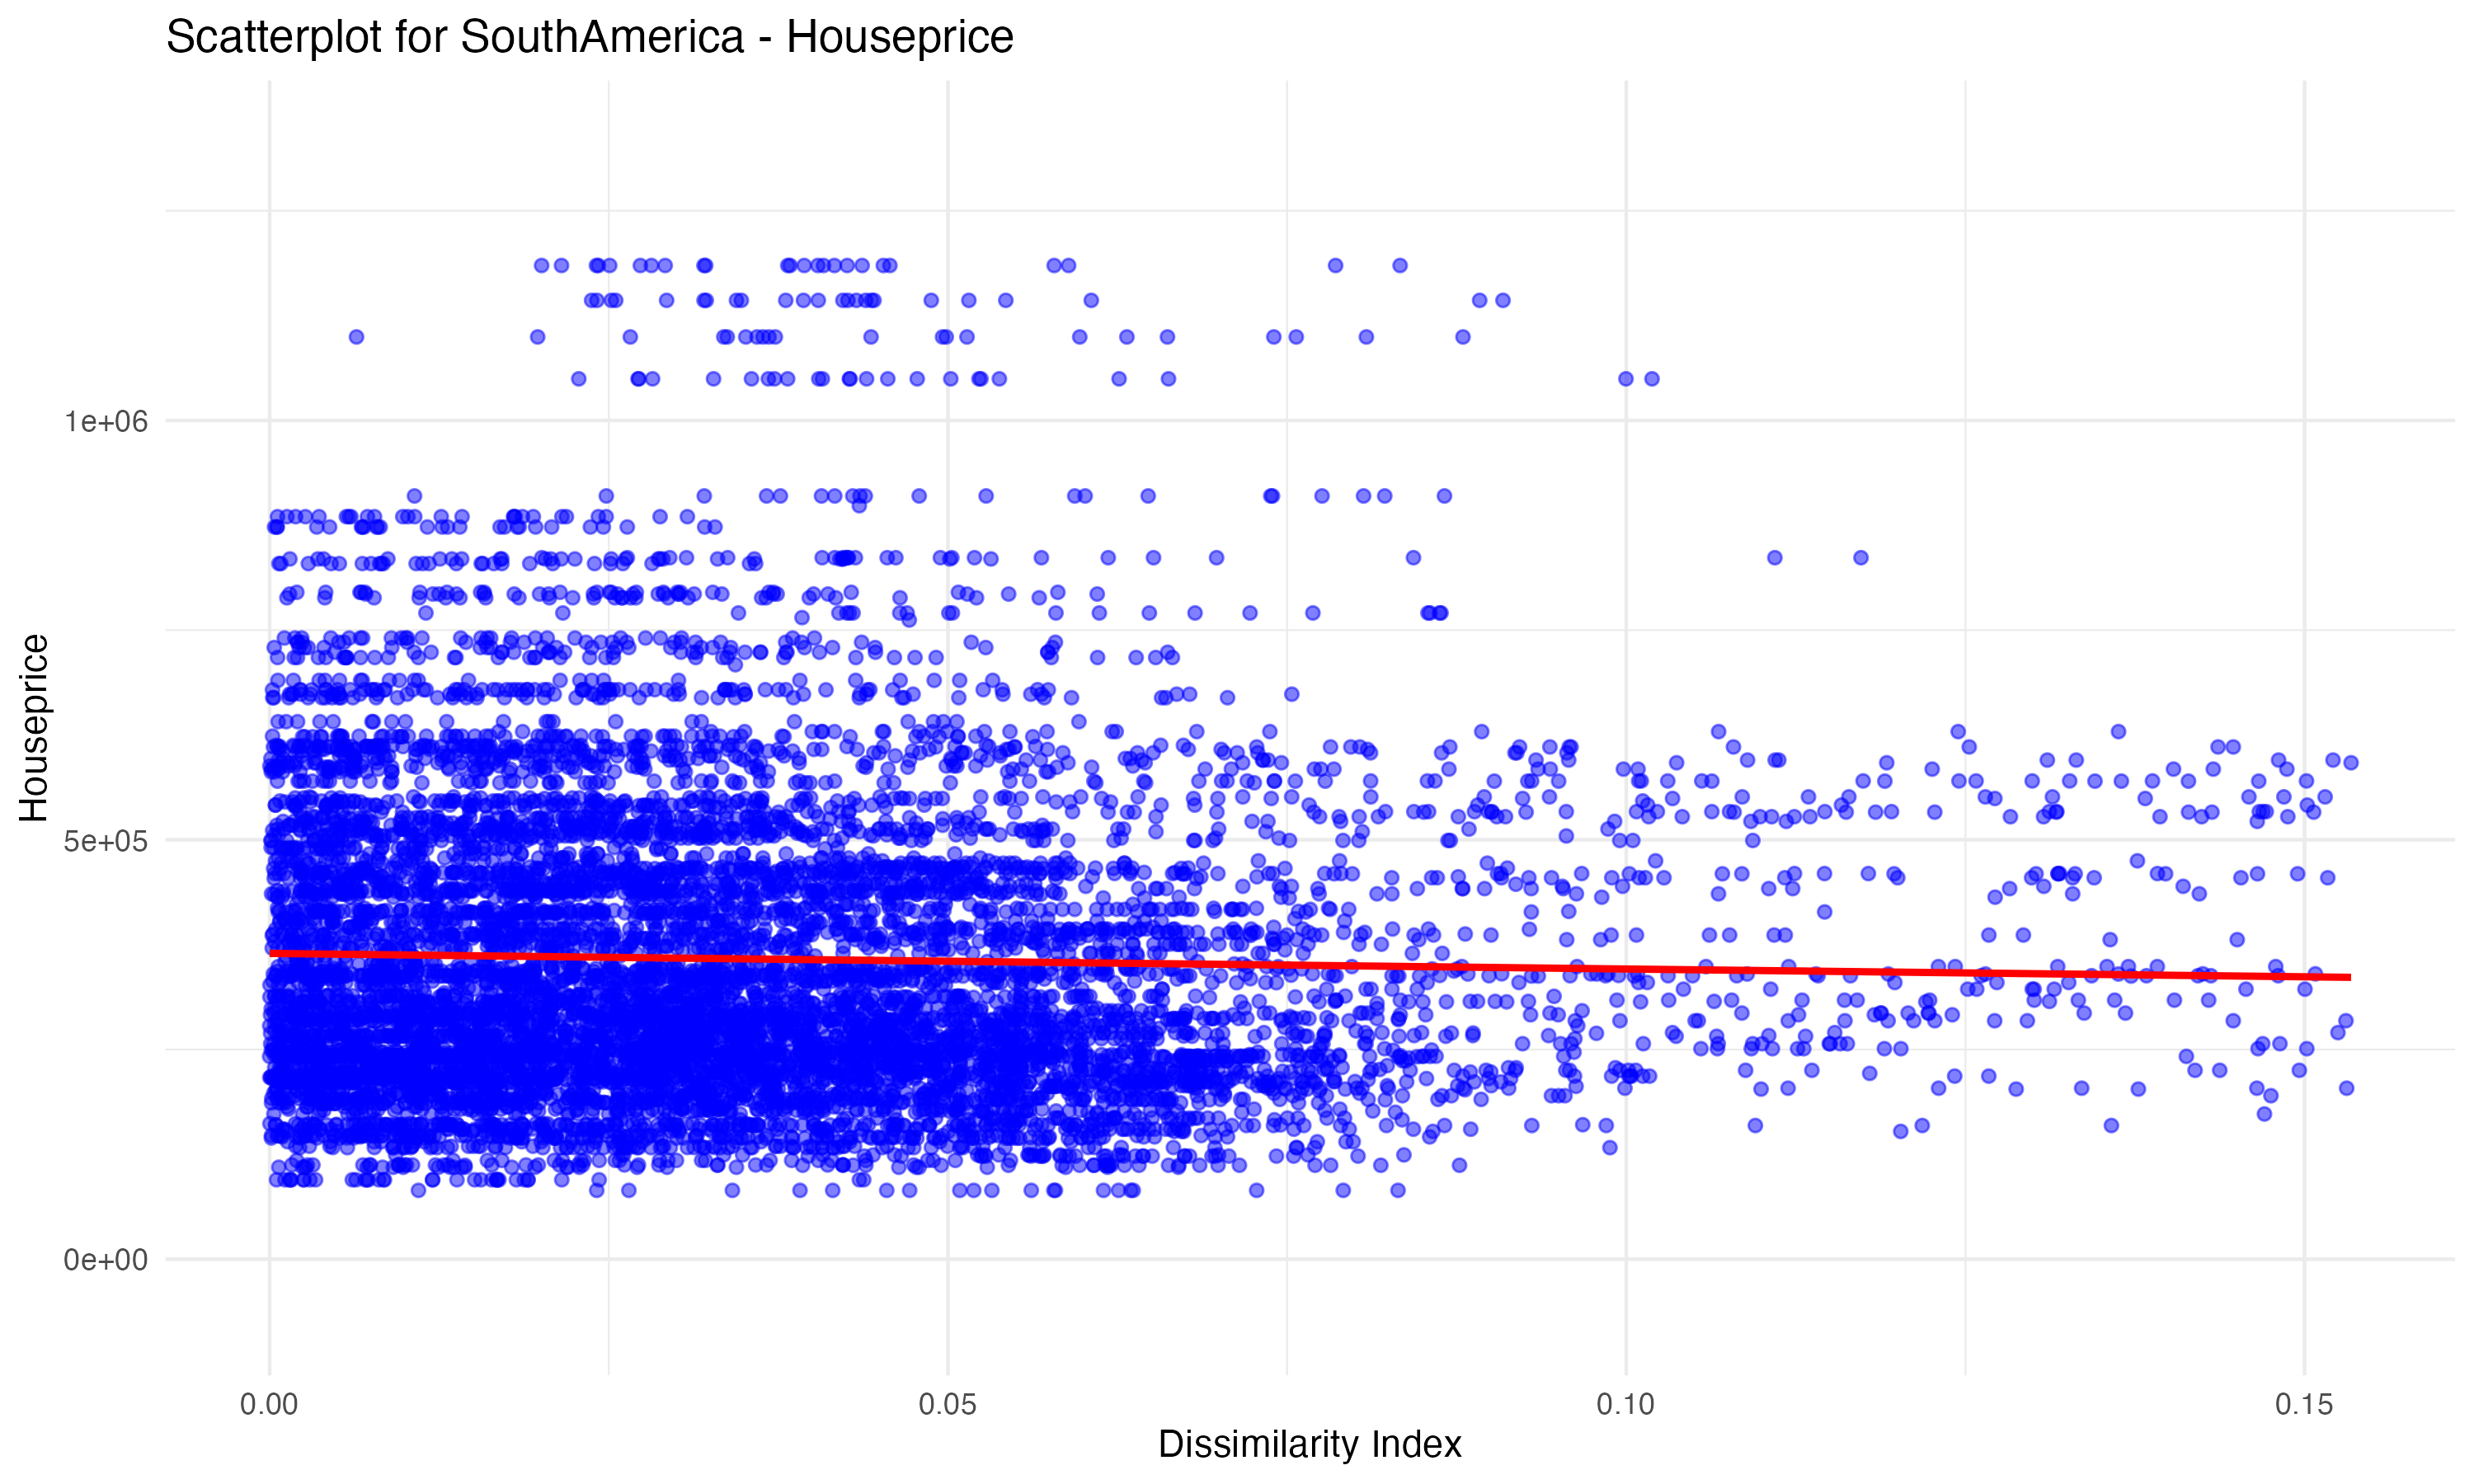 Scatterplot for SouthAmerica - Houseprice
Houseprice
1e+06
5e+05
0e+00
0.00 0.05 0.10 0.15
Dissimilarity Index